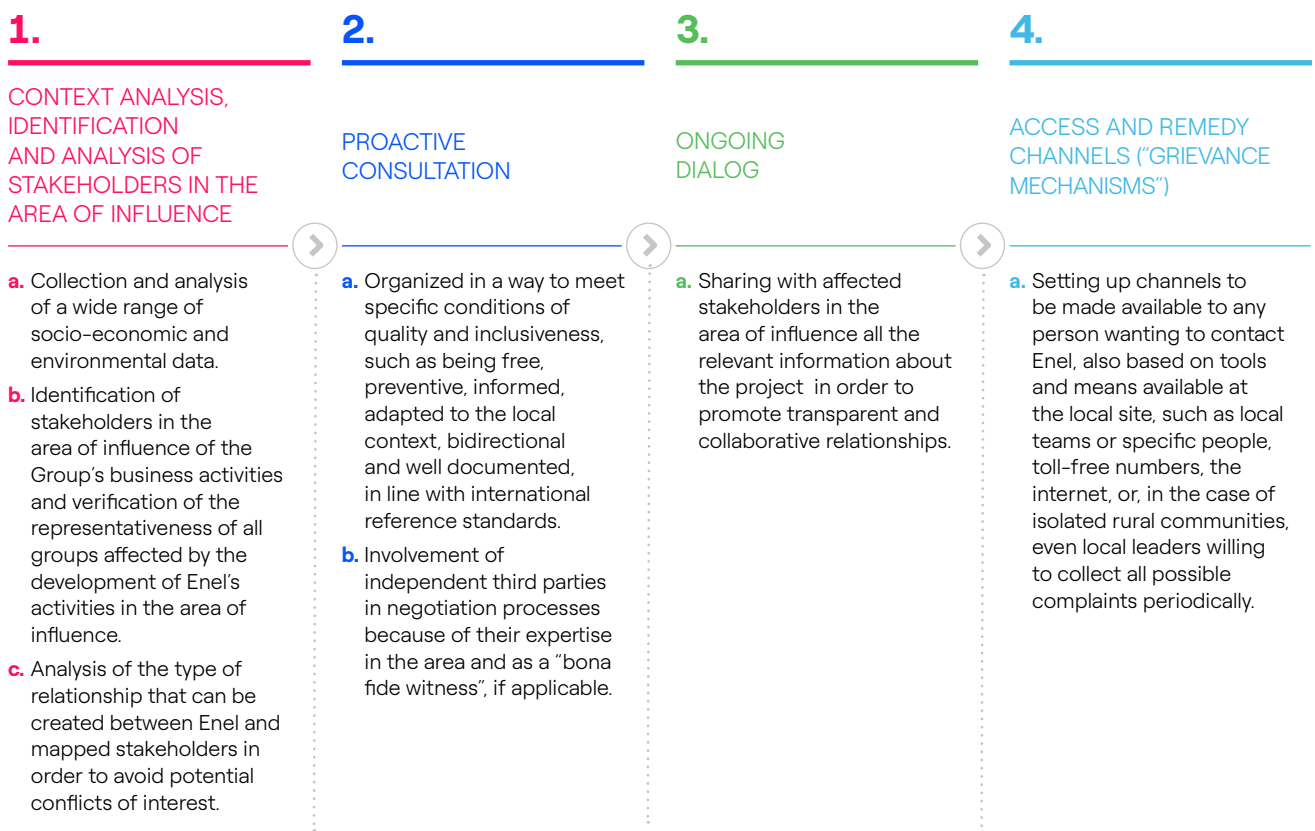 1.
CONTEXT ANALYSIS,
IDENTIFICATION
AND ANALYSIS OF
STAKEHOLDERS IN THE
AREA OF INFLUENCE
a. Collection and analysis
of a wide range of
socio-economic and
environmental data.
b. Identification of
stakeholders in the
area of influence of the
Group's business activities
and verification of the
representativeness of all
groups affected by the
development of Enel's
activities in the area of
influence.
c. Analysis of the type of
relationship that can be
created between Enel and
mapped stakeholders in
order to avoid potential
conflicts of interest.
2.
PROACTIVE
CONSULTATION
a. Organized in a way to meet
specific conditions of
quality and inclusiveness,
such as being free,
preventive, informed,
adapted to the local
context, bidirectional
and well documented,
in line with international
reference standards.
b. Involvement of
independent third parties
in negotiation processes
because of their expertise
in the area and as a “bona
fide witness”, if applicable.
3.
ONGOING
DIALOG
a. Sharing with affected
stakeholders in the
area of influence all the
relevant information about
the project in order to
promote transparent and
collaborative relationships.
4.
ACCESS AND REMEDY
CHANNELS (“GRIEVANCE
MECHANISMS”)
a. Setting up channels to
be made available to any
person wanting to contact
Enel, also based on tools
and means available at
the local site, such as local
teams or specific people,
toll-free numbers, the
internet, or, in the case of
isolated rural communities,
even local leaders willing
to collect all possible
complaints periodically.